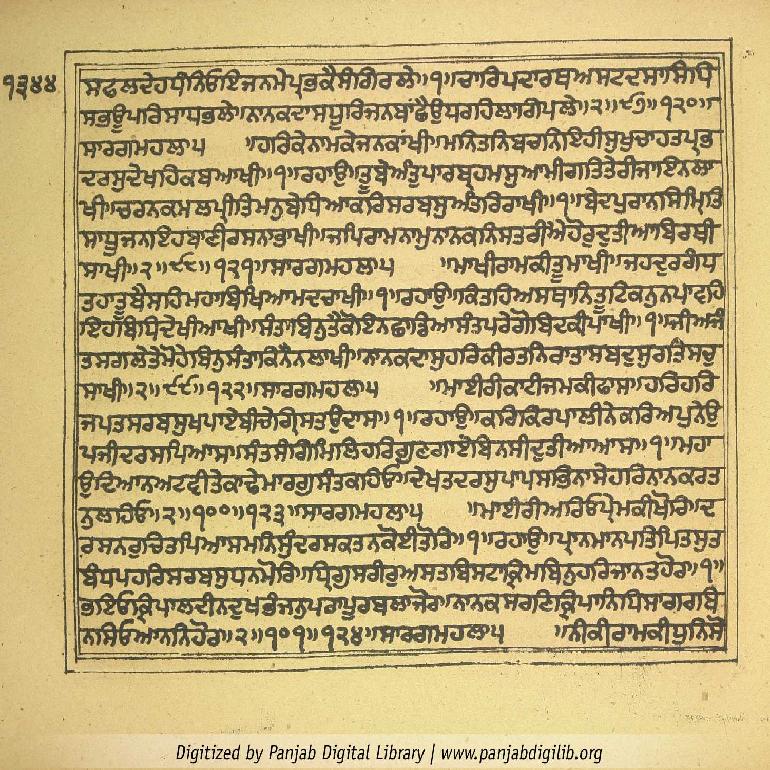 ੧੩੪੪
ਸਫਲਦੇਹਧੰਨਿਓਇਜਨਮੇਪ੍ਰਭਕੈਸੰਗਿਰਲੇ॥੧॥ਚਾਰਿਪਦਾਰਥਅਸਟਦਸਾਸਿਧਿ
ਸਭਊਪਰਿਸਾਧਭਲੇ॥ਨਾਨਕਦਾਸਧੂਰਿਜਨਬਾਂਛੈਉਧਰਹਿਲਾਗਿਪਲੇ॥੨॥੯੭॥੧੨੦॥
ਸਾਰਗਮਹਲਾ੫ ॥ਹਰਿਕੇਨਾਮਕੇਜਨਕਾਂਖੀ॥ਮਨਿਤਨਿਬਚਨਿਇਹੀਸੁਖੁਚਾਹਤਪ੍ਰਭ
ਦਰਸੁਦੇਖਹਿਕਬਆਖੀ॥੧॥ਰਹਾਉ॥ਤੂਬੇਅੰਤੁਪਾਰਬ੍ਰਹਮਸੁਆਮੀਗਤਿਤੇਰੀਜਾਇਨਲਾ
ਖੀ॥ਚਰਨਕਮਲਪ੍ਰੀਤਿਮਨੁਬੇਧਿਆਕਰਿਸਰਬਸੁਅੰਤਰਿਰਾਖੀ॥੧॥ਬੇਦਪੁਰਾਨਸਿਮ੍ਰਿਤਿ
ਸਾਧੂਜਨਇਹਬਾਣੀਰਸਨਾਭਾਖੀ॥ਜਪਿਰਾਮਨਾਮੁਨਾਨਕਨਿਸਤਰੀਐਹੋਰੁਦੁਤੀਆਬਿਰਥੀ
ਸਾਖੀ॥੨॥੯੮॥੧੨੧॥ਸਾਰਗਮਹਲਾ੫ ॥ਮਾਖੀਰਾਮਕੀਤੂਮਾਖੀ॥ਜਹਦੁਰਗੰਧ
ਤਹਾਤੂਬੈਸਹਿਮਹਾਬਿਖਿਆਮਦਚਾਖੀ॥੧॥ਰਹਾਉ॥ਕਿਤਹਿਅਸਥਾਨਿਤੂਟਿਕਨੁਨਪਾਵਹਿ
ਇਹਬਿਧਿਦੇਖੀਆਖੀ॥ਸੰਤਾਬਿਨੁਤੈਕੋਇਨਛਾਡਿਆਸੰਤਪਰੇਗੋਬਿਦਕੀਪਾਖੀ॥੧॥ਜੀਅਜੰ
ਤਸਗਲੇਤੈਮੋਹੇਬਿਨੁਸੰਤਾਕਿਨੈਨਲਾਖੀ॥ਨਾਨਕਦਾਸੁਹਰਿਕੀਰਤਨਿਰਾਤਾਸਬਦੁਸੁਰਤਿਸਚੁ
ਸਾਖੀ॥੨॥੯੯॥੧੨੨॥ਸਾਰਗਮਹਲਾ੫ ॥ਮਾਈਰੀਕਾਟੀਜਮਕੀਫਾਸ॥ਹਰਿਹਰਿ
ਜਪਤਸਰਬਸੁਖਪਾਏਬੀਚੇਗ੍ਰਸਤਉਦਾਸ॥੧॥ਰਹਾਉ॥ਕਰਿਕਿਰਪਾਲੀਨੇਕਰਿਅਪੁਨੇਉ
ਪਜੀਦਰਸਪਿਆਸ॥ਸੰਤਸੰਗਿਮਿਲਿਹਰਿਗੁਣਗਾਏਬਿਨਸੀਦੁਤੀਆਆਸ॥੧॥ਮਹਾ
ਉਦਿਆਨਅਟਵੀਤੇਕਾਢੇਮਾਰਗੁਸੰਤਕਹਿਓ॥ਦੇਖਤਦਰਸੁਪਾਪਸਭਿਨਾਸੇਹਰਿਨਾਨਕਰਤ
ਨੁਲਹਿਓ॥੨॥੧੦੦॥੧੨੩॥ਸਾਰਗਮਹਲਾ੫ ॥ਮਾਈਰੀਅਰਿਓਪ੍ਰੇਮਕੀਖੋਰਿ॥ਦ
ਰਸਨਰੁਚਿਤਪਿਆਸਮਨਿਸੁੰਦਰਸਕਤਨਕੋਈਤੋਰਿ॥੧॥ਰਹਾਉ॥ਪ੍ਰਾਨਮਾਨਪਤਿਪਿਤਸੁਤ
ਬੰਧਪਹਰਿਸਰਬਸੁਧਨਮੋਰ॥ਧ੍ਰਿਗੁਸਰੀਰੁਅਸਤਬਿਸਟਾਕ੍ਰਿਮਬਿਨੁਹਰਿਜਾਨਤਹੋਰ॥੧॥
ਭਇਓਕ੍ਰਿਪਾਲਦੀਨਦੁਖਭੰਜਨੁਪਰਾਪੂਰਬਲਾਜੋਰ॥ਨਾਨਕਸਰਣਿਕ੍ਰਿਪਾਨਿਧਿਸਾਗਰਬਿ
ਨਸਿਓਆਨਨਿਹੋਰ॥੨॥੧੦੧॥੧੨੪॥ਸਾਰਗਮਹਲਾ੫ ॥ਨੀਕੀਰਾਮਕੀਧੁਨਿਸੋ
Digitized by Panjab Digital Library | www.panjabdigilib.org